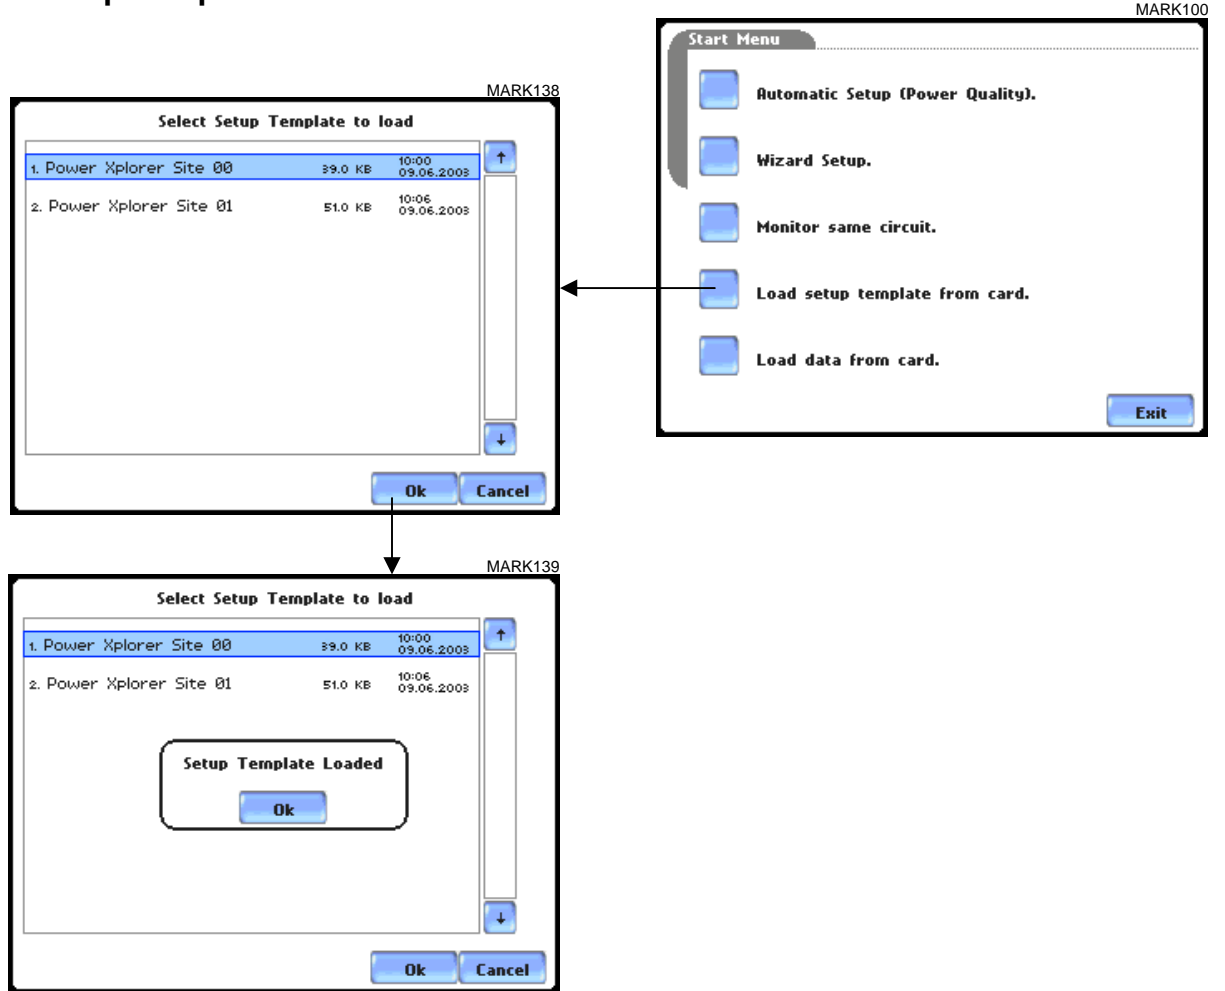 MARK100
Start Menu
Automatic Setup (Power Quality).
Wizard Setup.
Monitor same circuit.
Load setup template from card.
Load data from card.
Exit
MARK138
Select Setup Template to load
1. Power Xplorer Site 00 39.0 KB 10:00 09.06.2003
2. Power Xplorer Site 01 51.0 KB 10:06 09.06.2003
Ok Cancel
MARK139
Select Setup Template to load
1. Power Xplorer Site 00 39.0 KB 10:00 09.06.2003
2. Power Xplorer Site 01 51.0 KB 10:06 09.06.2003
Setup Template Loaded
Ok
Ok Cancel